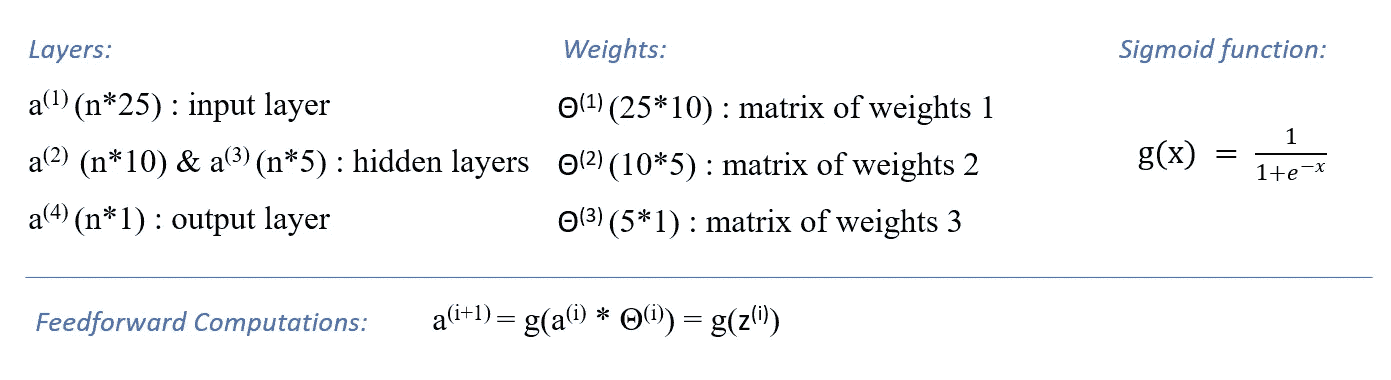 Layers:
a⁽¹⁾ (n*25) : input layer
a⁽²⁾ (n*10) & a⁽³⁾ (n*5) : hidden layers
a⁽⁴⁾ (n*1) : output layer
Weights:
Θ⁽¹⁾ (25*10) : matrix of weights 1
Θ⁽²⁾ (10*5) : matrix of weights 2
Θ⁽³⁾ (5*1) : matrix of weights 3
Sigmoid function:
g(x) = 1/(1+e⁻ˣ)
Feedforward Computations: a⁽ⁱ⁺¹⁾ = g(a⁽ⁱ⁾ * Θ⁽ⁱ⁾) = g(z⁽ⁱ⁾)